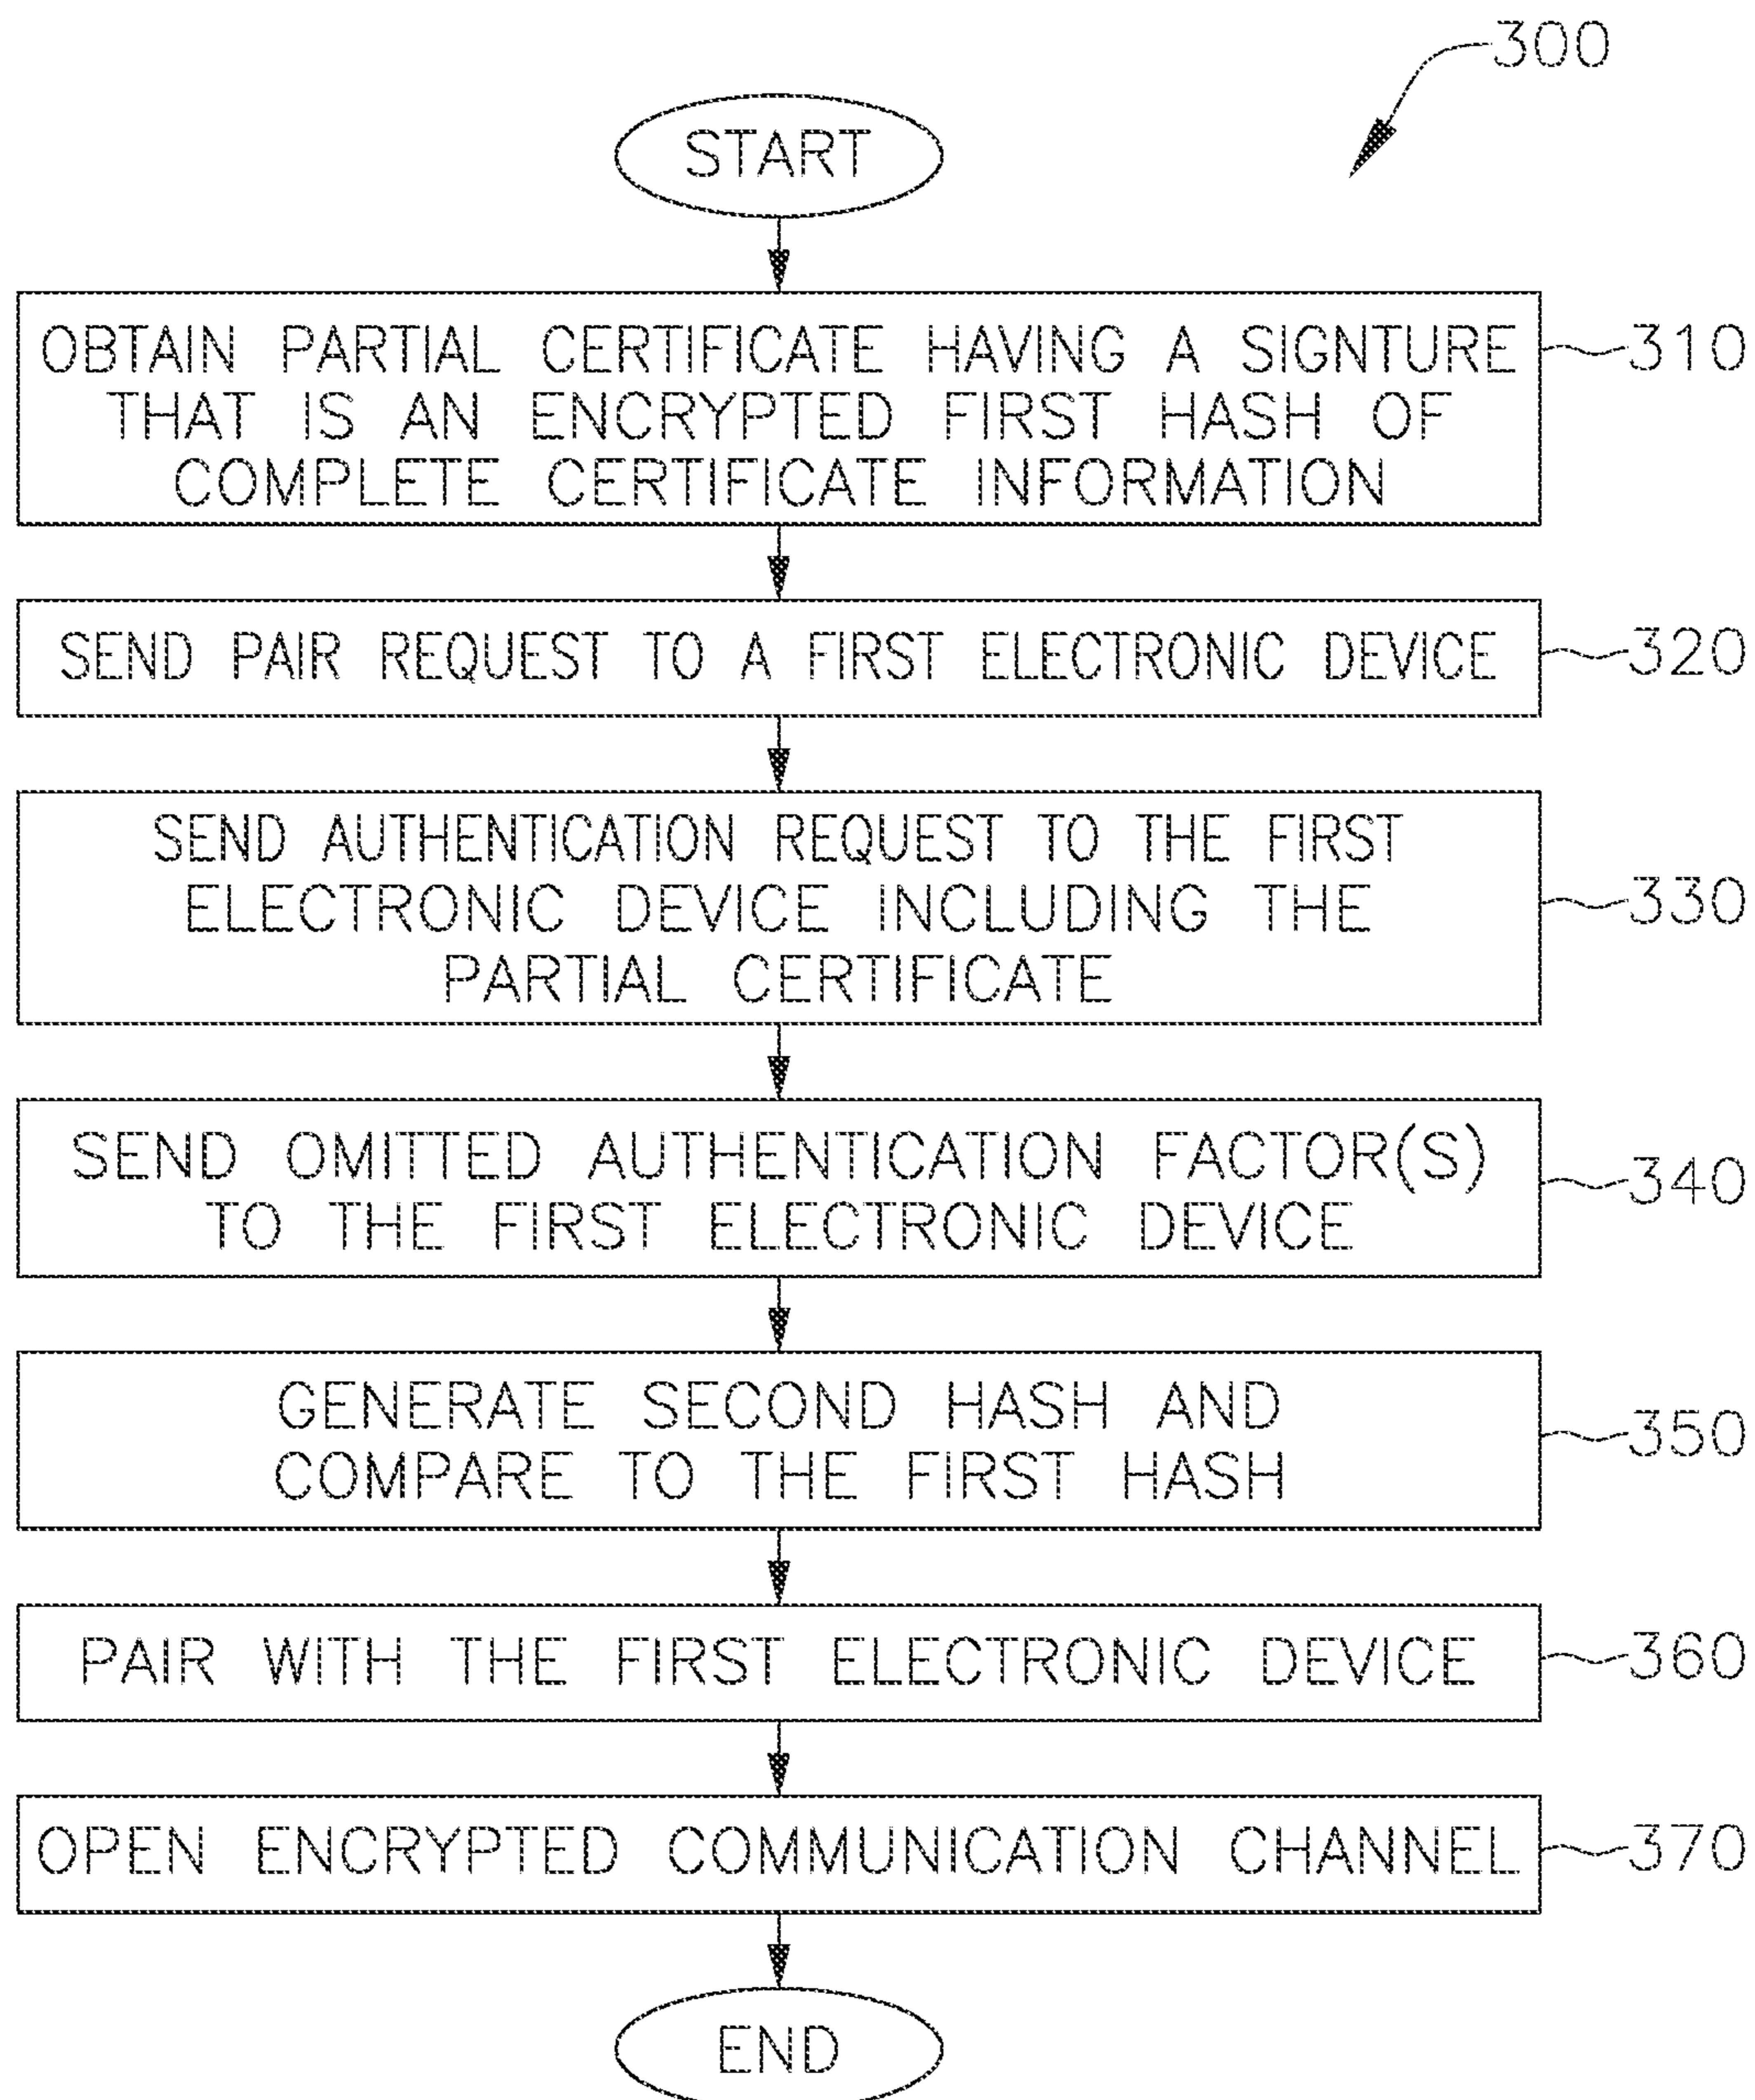 300
START
OBTAIN PARTIAL CERTIFICATE HAVING A SIGNTURE
THAT IS AN ENCRYPTED FIRST HASH OF
COMPLETE CERTIFICATE INFORMATION
310
SEND PAIR REQUEST TO A FIRST ELECTRONIC DEVICE
320
SEND AUTHENTICATION REQUEST TO THE FIRST
ELECTRONIC DEVICE INCLUDING THE
PARTIAL CERTIFICATE
330
SEND OMITTED AUTHENTICATION FACTOR(S)
TO THE FIRST ELECTRONIC DEVICE
340
GENERATE SECOND HASH AND
COMPARE TO THE FIRST HASH
350
PAIR WITH THE FIRST ELECTRONIC DEVICE
360
OPEN ENCRYPTED COMMUNICATION CHANNEL
370
END